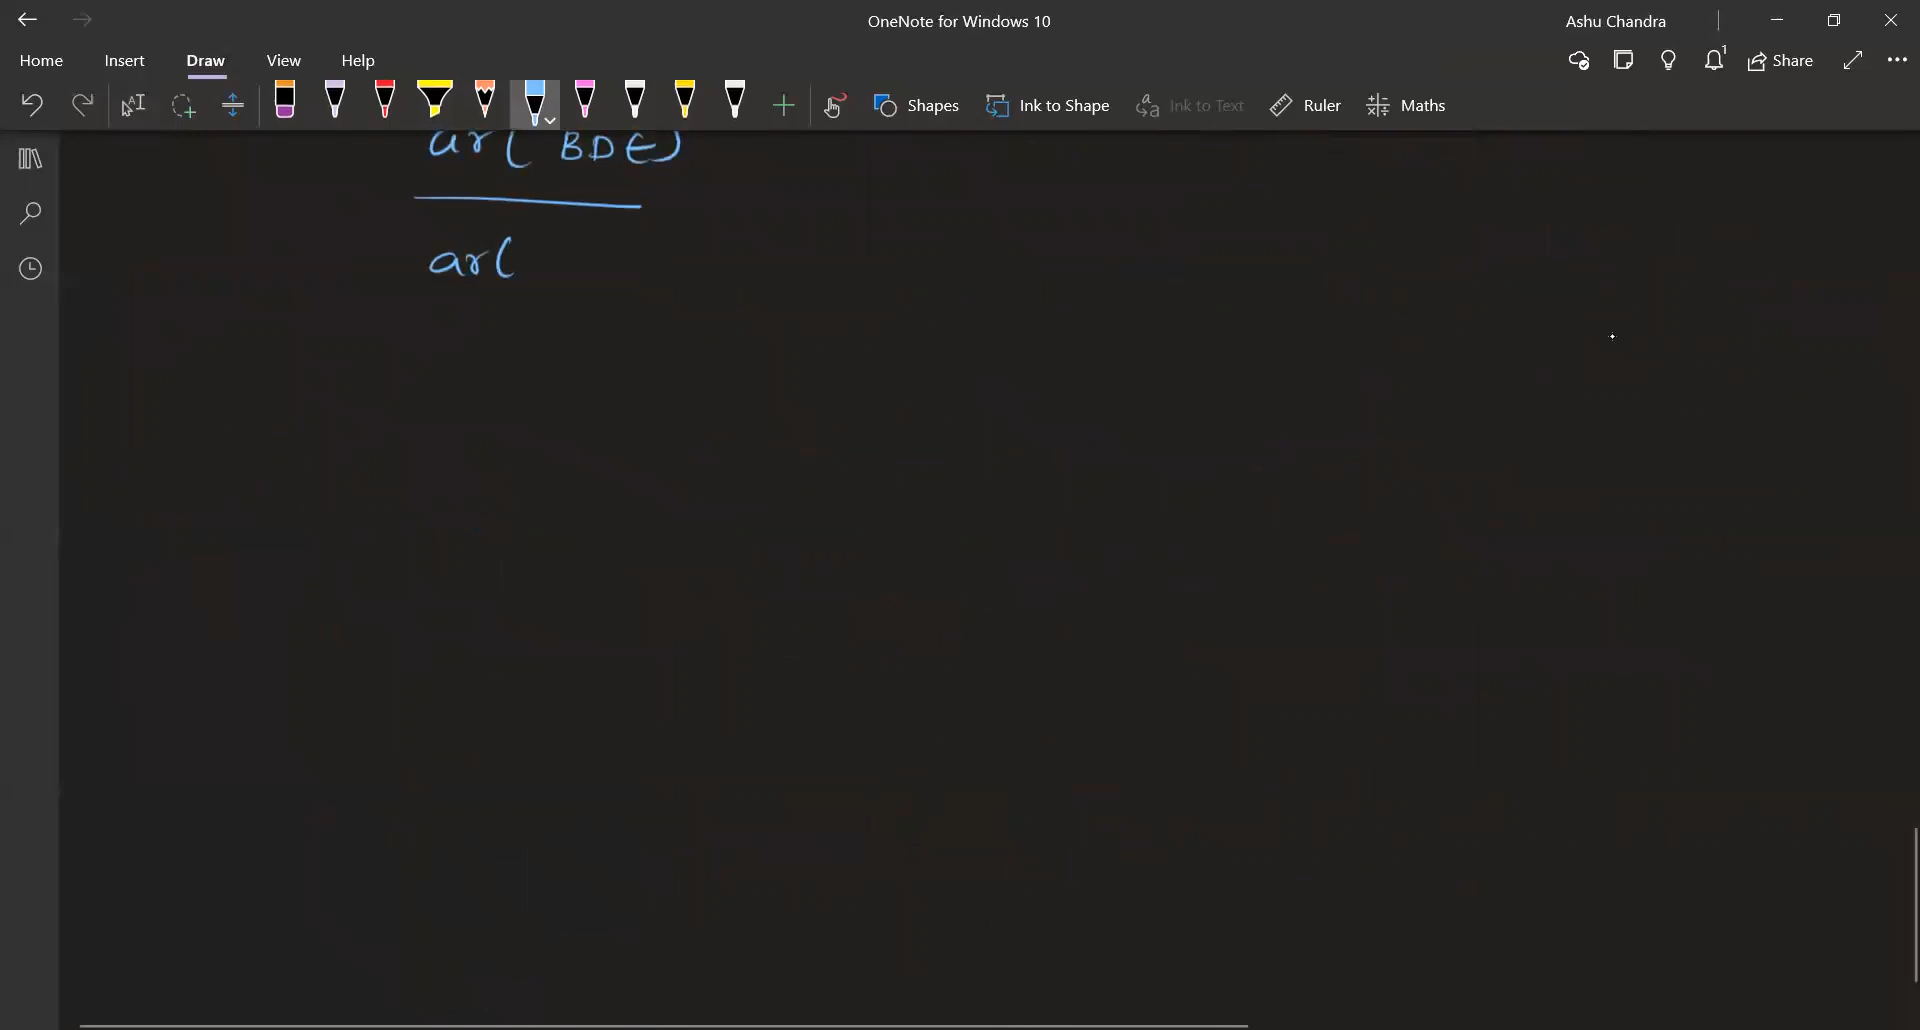 OneNote for Windows 10
Ashu Chandra
Home Insert Draw View Help
1
Share
Shapes Ink to Shape Ink to Text Ruler Maths
ar( BDE)
ar(